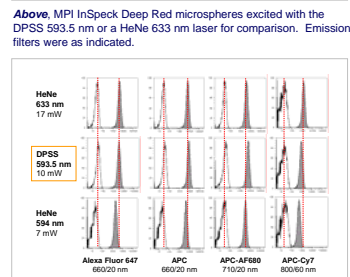 Above, MPI InSpeck Deep Red microspheres excited with the
DPSS 593.5 nm or a HeNe 633 nm laser for comparison. Emission
filters were as indicated.
HeNe
633 nm
17 mW
DPSS
593.5 nm
10 mW
HeNe
594 nm
7 mW
Alexa Fluor 647 APC APC-AF680 APC-Cy7
660/20 nm 660/20 nm 710/20 nm 800/60 nm